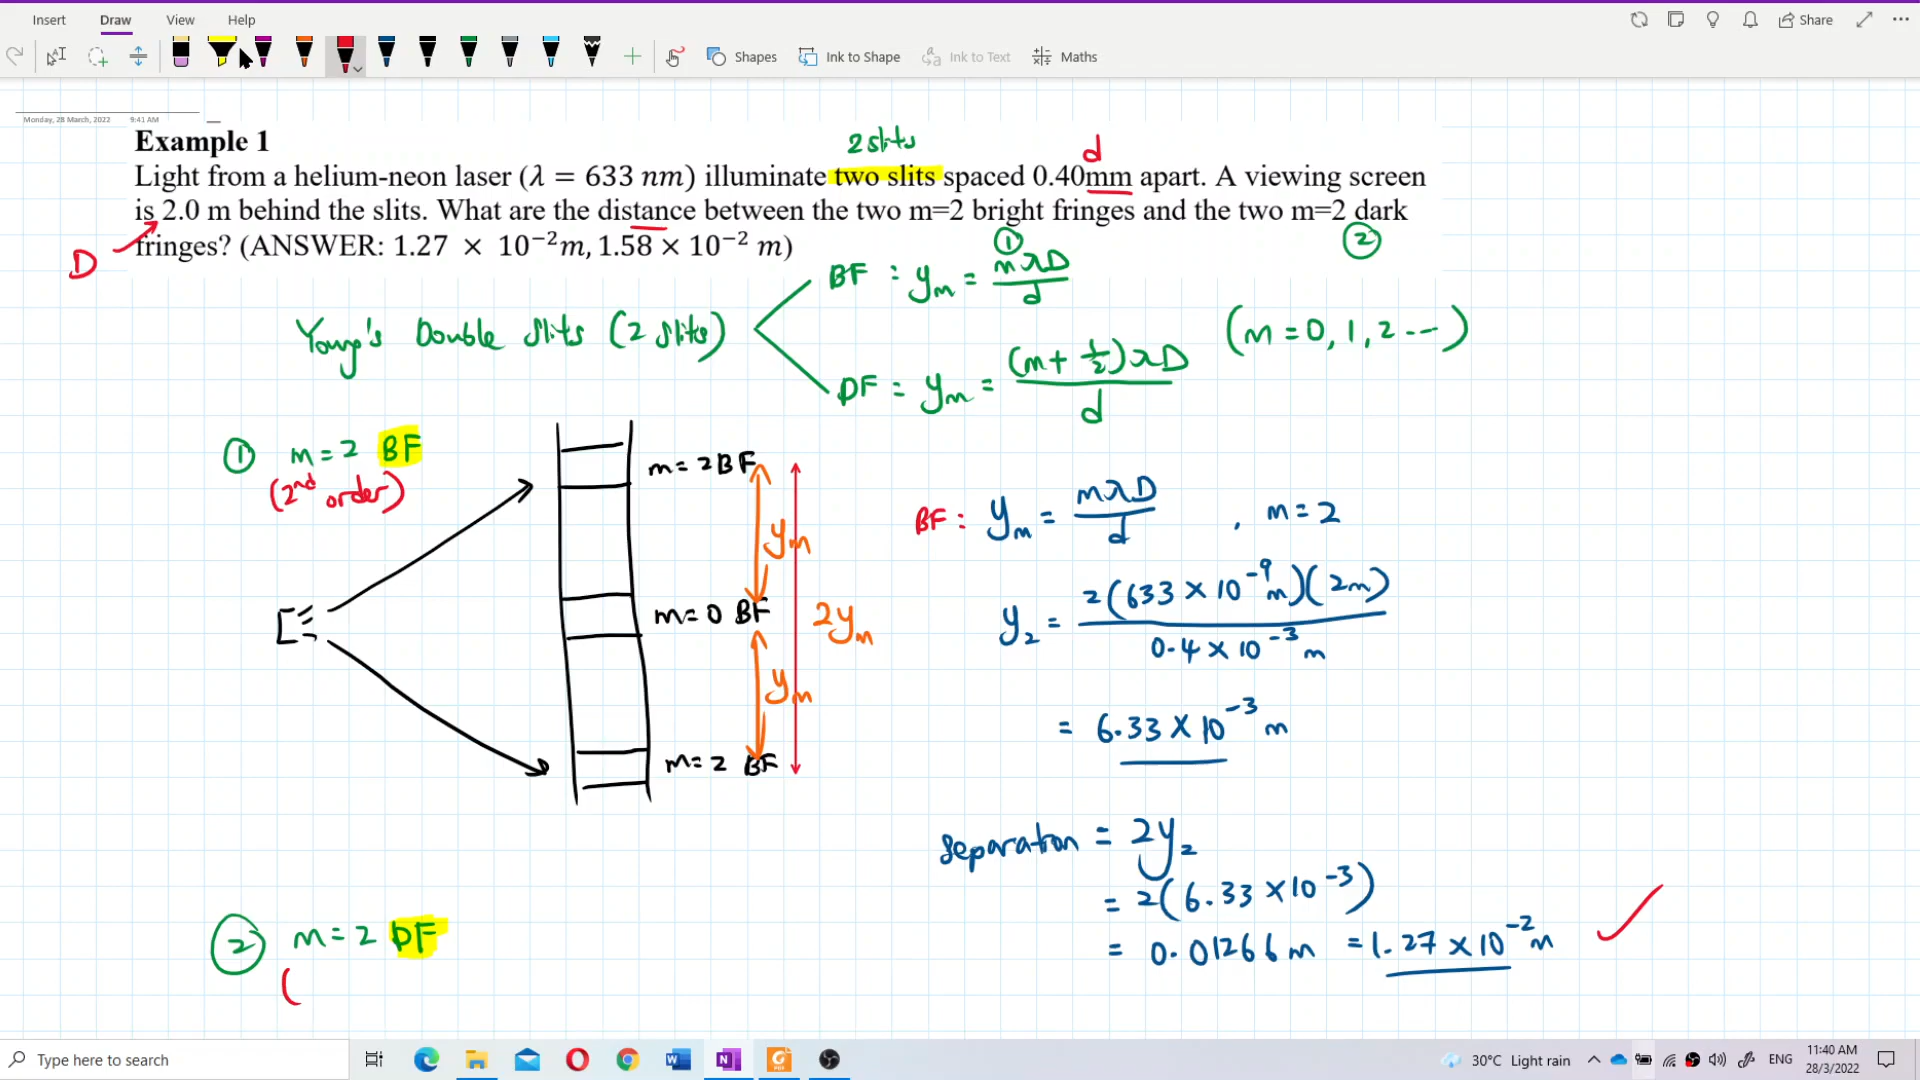 Insert Draw View Help
Share
Shapes Ink to Shape Ink to Text Maths
Monday, 28 March, 2022 9:41 AM
Example 1
2 slits
d
Light from a helium-neon laser (λ = 633 nm) illuminate two slits spaced 0.40mm apart. A viewing screen
is 2.0 m behind the slits. What are the distance between the two m=2 bright fringes and the two m=2 dark
fringes? (ANSWER: 1.27 × 10⁻²m, 1.58 × 10⁻² m)
① ②
D
BF : yₘ = mλD/d
Young's Double Slits (2 slits)
(m = 0, 1, 2 ---)
DF = yₘ = (m + ½)λD/d
① m = 2 BF
(2nd order)
m = 2 BF
yₘ
m = 0 BF
2yₘ
yₘ
m = 2 BF
BF : yₘ = mλD/d , m = 2
y₂ = 2(633 × 10⁻⁹ m)(2m)/0.4 × 10⁻³ m
= 6.33 × 10⁻³ m
Separation = 2y₂
= 2(6.33 × 10⁻³)
= 0.01266 m = 1.27 × 10⁻² m
② m = 2 DF
(
Type here to search
30°C Light rain
ENG
11:40 AM
28/3/2022